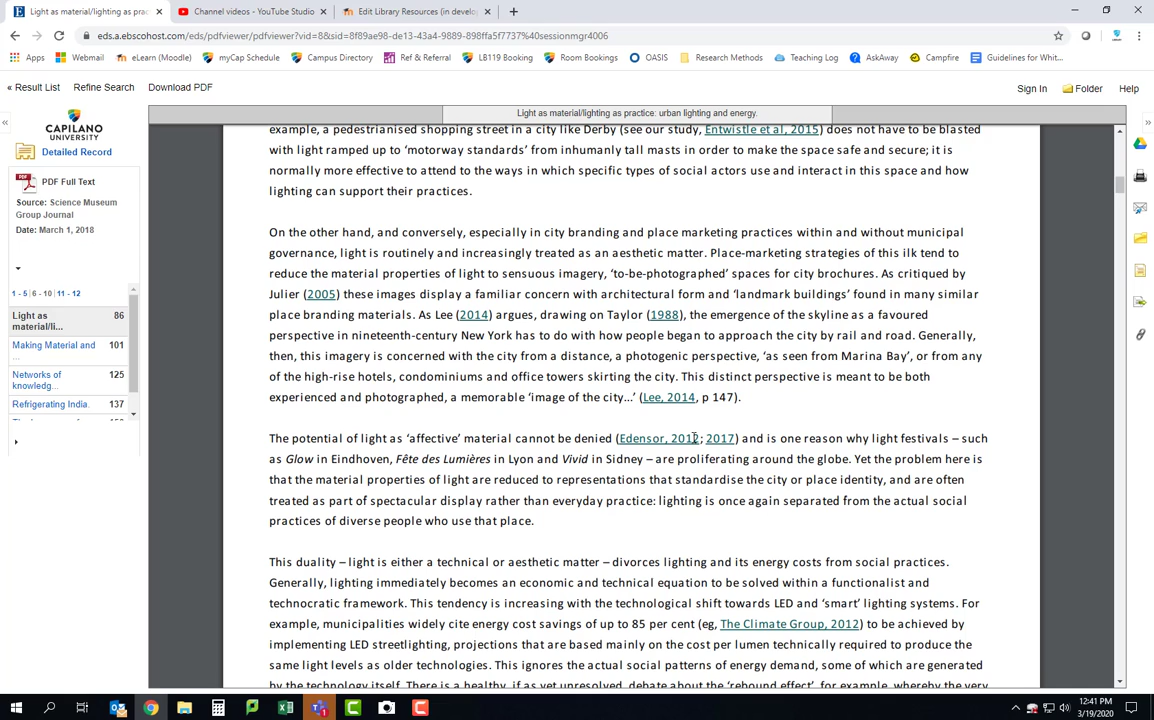 Light as material/lighting as prac
Channel videos - YouTube Studio
Edit Library Resources (in develo
eds.a.ebscohost.com/eds/pdfviewer/pdfviewer?vid=8&sid=8f89ae98-de13-43a4-9889-898ffa5f7737%40sessionmgr4006
Apps
Webmail
eLearn (Moodle)
myCap Schedule
Campus Directory
Ref & Referral
LB119 Booking
Room Bookings
OASIS
Research Methods
Teaching Log
AskAway
Campfire
Guidelines for Whit...
« Result List
Refine Search
Download PDF
Sign In
Folder
Help
Light as material/lighting as practice: urban lighting and energy.
CAPILANO
UNIVERSITY
Detailed Record
PDF Full Text
Source: Science Museum
Group Journal
Date: March 1, 2018
1 - 5 | 6 - 10 | 11 - 12
Light as
material/li...
86
Making Material and
...
101
Networks of
knowledg...
125
Refrigerating India.
137
example, a pedestrianised shopping street in a city like Derby (see our study, Entwistle et al, 2015) does not have to be blasted
with light ramped up to ‘motorway standards’ from inhumanly tall masts in order to make the space safe and secure; it is
normally more effective to attend to the ways in which specific types of social actors use and interact in this space and how
lighting can support their practices.
On the other hand, and conversely, especially in city branding and place marketing practices within and without municipal
governance, light is routinely and increasingly treated as an aesthetic matter. Place-marketing strategies of this ilk tend to
reduce the material properties of light to sensuous imagery, ‘to-be-photographed’ spaces for city brochures. As critiqued by
Julier (2005) these images display a familiar concern with architectural form and ‘landmark buildings’ found in many similar
place branding materials. As Lee (2014) argues, drawing on Taylor (1988), the emergence of the skyline as a favoured
perspective in nineteenth-century New York has to do with how people began to approach the city by rail and road. Generally,
then, this imagery is concerned with the city from a distance, a photogenic perspective, ‘as seen from Marina Bay’, or from any
of the high-rise hotels, condominiums and office towers skirting the city. This distinct perspective is meant to be both
experienced and photographed, a memorable ‘image of the city...’ (Lee, 2014, p 147).
The potential of light as ‘affective’ material cannot be denied (Edensor, 2012; 2017) and is one reason why light festivals – such
as Glow in Eindhoven, Fête des Lumières in Lyon and Vivid in Sidney – are proliferating around the globe. Yet the problem here is
that the material properties of light are reduced to representations that standardise the city or place identity, and are often
treated as part of spectacular display rather than everyday practice: lighting is once again separated from the actual social
practices of diverse people who use that place.
This duality – light is either a technical or aesthetic matter – divorces lighting and its energy costs from social practices.
Generally, lighting immediately becomes an economic and technical equation to be solved within a functionalist and
technocratic framework. This tendency is increasing with the technological shift towards LED and ‘smart’ lighting systems. For
example, municipalities widely cite energy cost savings of up to 85 per cent (eg, The Climate Group, 2012) to be achieved by
implementing LED streetlighting, projections that are based mainly on the cost per lumen technically required to produce the
same light levels as older technologies. This ignores the actual social patterns of energy demand, some of which are generated
by the technology itself. There is a healthy, if as yet unresolved, debate about the ‘rebound effect’, for example, whereby the very
12:41 PM
3/19/2020